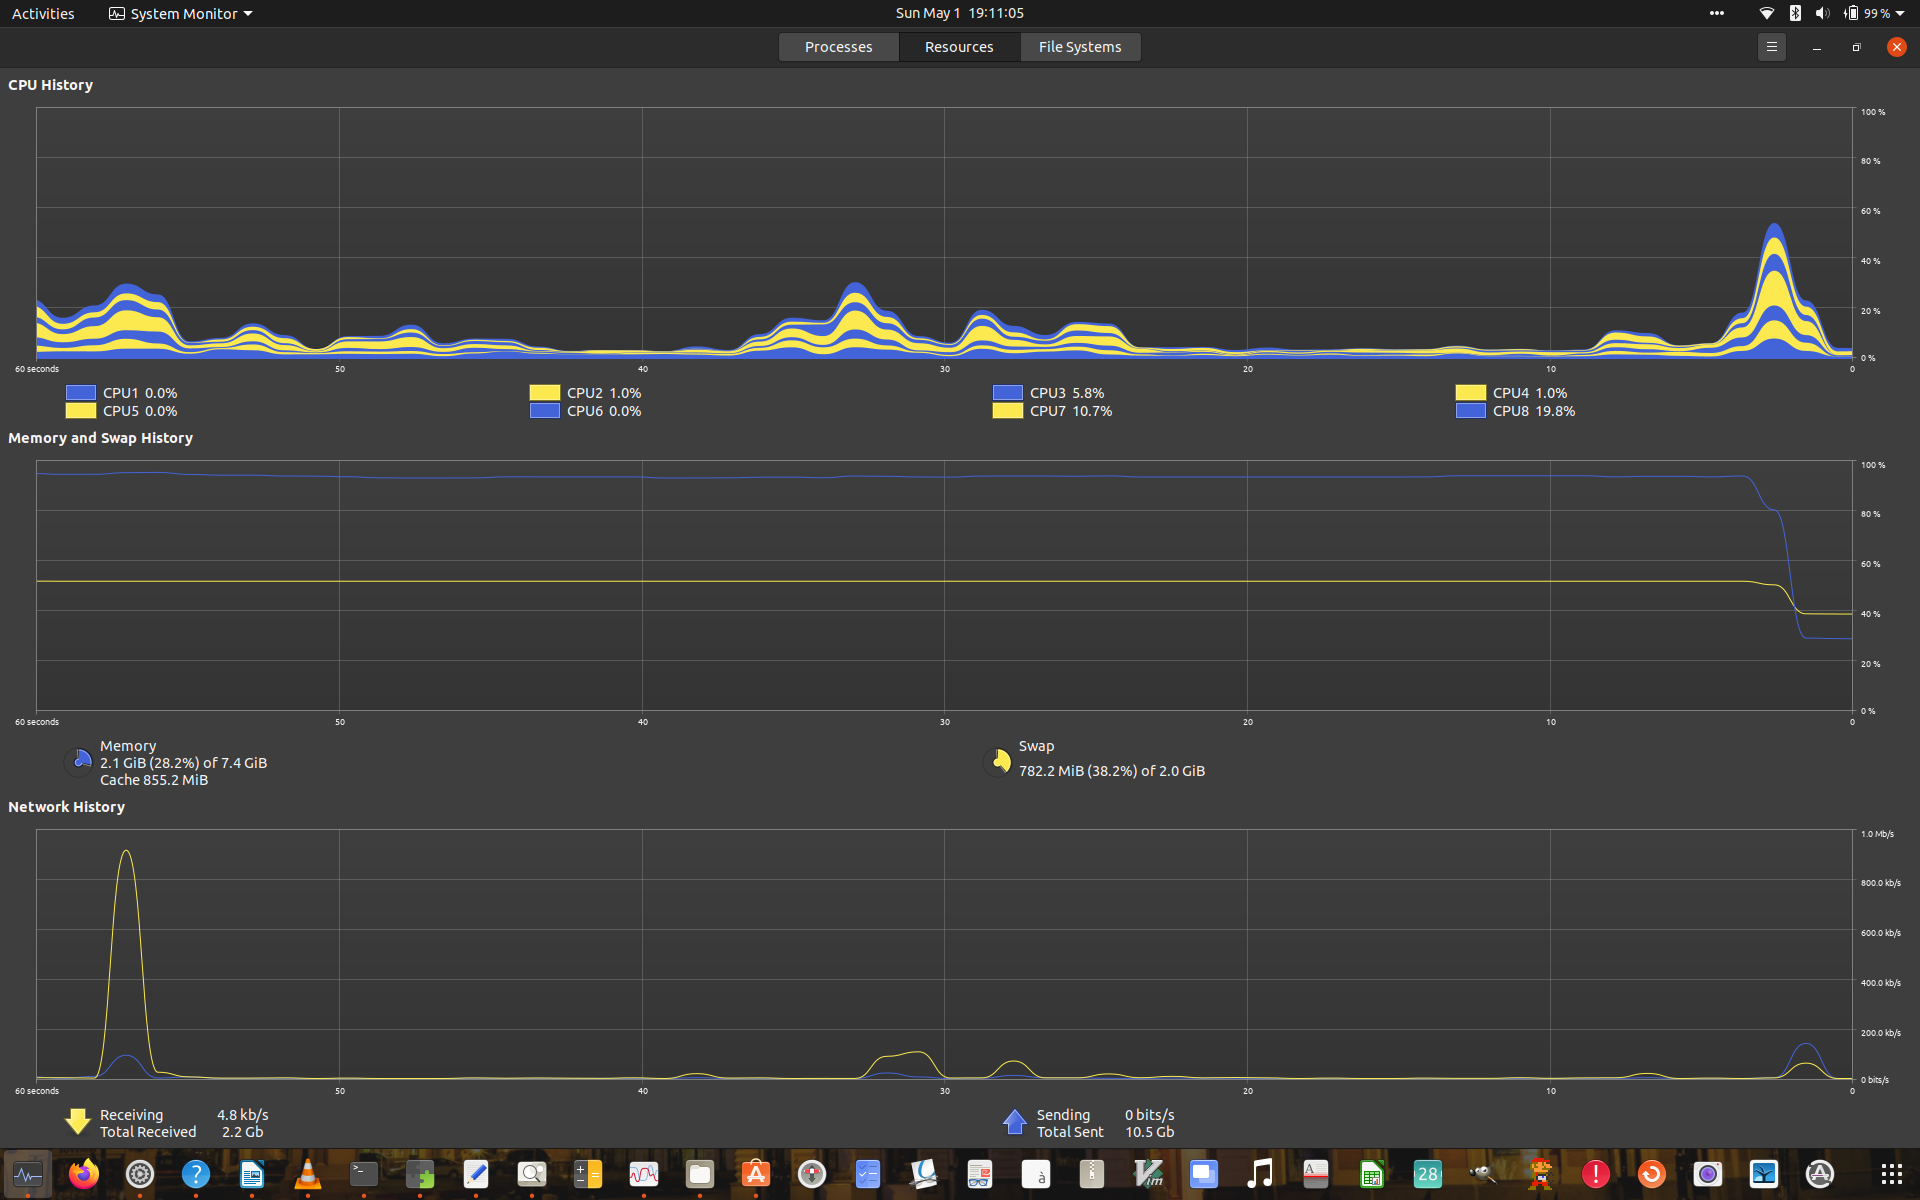 Activities System Monitor Sun May 1 19:11:05 99 %
Processes Resources File Systems
CPU History
100 %
80 %
60 %
40 %
20 %
0 %
60 seconds 50 40 30 20 10 0
CPU1 0.0% CPU2 1.0% CPU3 5.8% CPU4 1.0%
CPU5 0.0% CPU6 0.0% CPU7 10.7% CPU8 19.8%
Memory and Swap History
100 %
80 %
60 %
40 %
20 %
0 %
60 seconds 50 40 30 20 10 0
Memory
2.1 GiB (28.2%) of 7.4 GiB
Cache 855.2 MiB
Swap
782.2 MiB (38.2%) of 2.0 GiB
Network History
1.0 Mb/s
800.0 kb/s
600.0 kb/s
400.0 kb/s
200.0 kb/s
0 bits/s
60 seconds 50 40 30 20 10 0
Receiving 4.8 kb/s
Total Received 2.2 Gb
Sending 0 bits/s
Total Sent 10.5 Gb
? >_ à Vim A 28 !